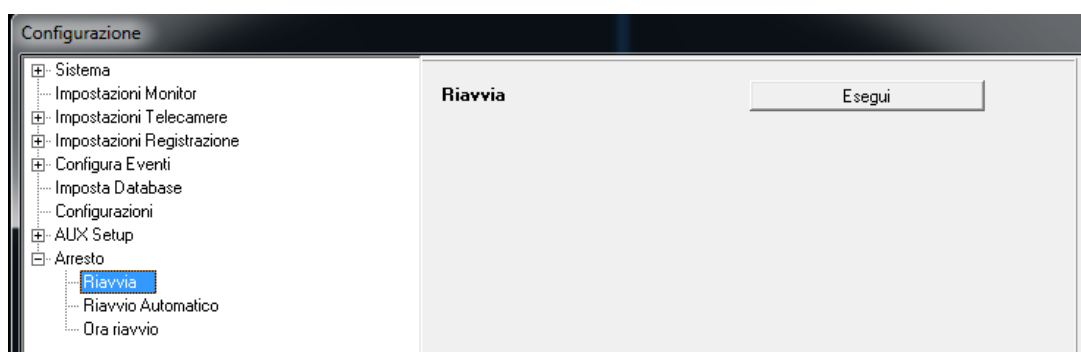 Configurazione
Sistema
Impostazioni Monitor
Impostazioni Telecamere
Impostazioni Registrazione
Configura Eventi
Imposta Database
Configurazioni
AUX Setup
Arresto
Riavvia
Riavvio Automatico
Ora riavvio
Riavvia
Esegui